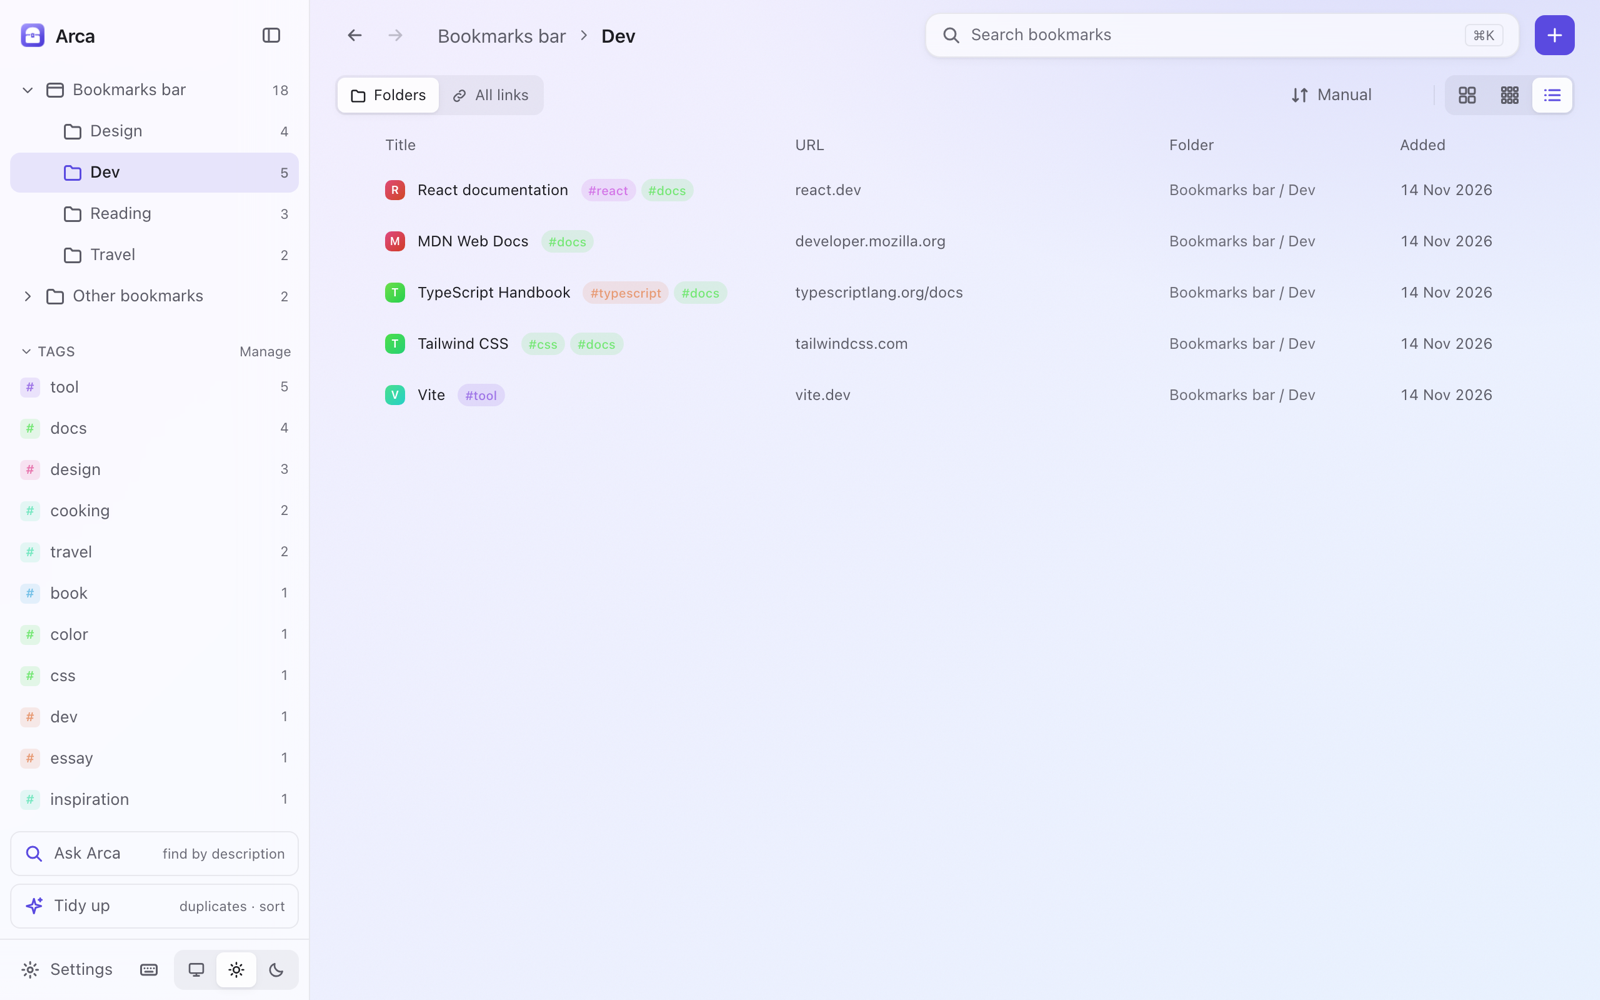 Arca
Bookmarks bar 18
Design 4
Dev 5
Reading 3
Travel 2
Other bookmarks 2
TAGS Manage
# tool 5
# docs 4
# design 3
# cooking 2
# travel 2
# book 1
# color 1
# css 1
# dev 1
# essay 1
# inspiration 1
Ask Arca find by description
Tidy up duplicates · sort
Settings
Bookmarks bar > Dev
Search bookmarks ⌘K
Folders All links
Manual
Title URL Folder Added
R React documentation #react #docs react.dev Bookmarks bar / Dev 14 Nov 2026
M MDN Web Docs #docs developer.mozilla.org Bookmarks bar / Dev 14 Nov 2026
T TypeScript Handbook #typescript #docs typescriptlang.org/docs Bookmarks bar / Dev 14 Nov 2026
T Tailwind CSS #css #docs tailwindcss.com Bookmarks bar / Dev 14 Nov 2026
V Vite #tool vite.dev Bookmarks bar / Dev 14 Nov 2026